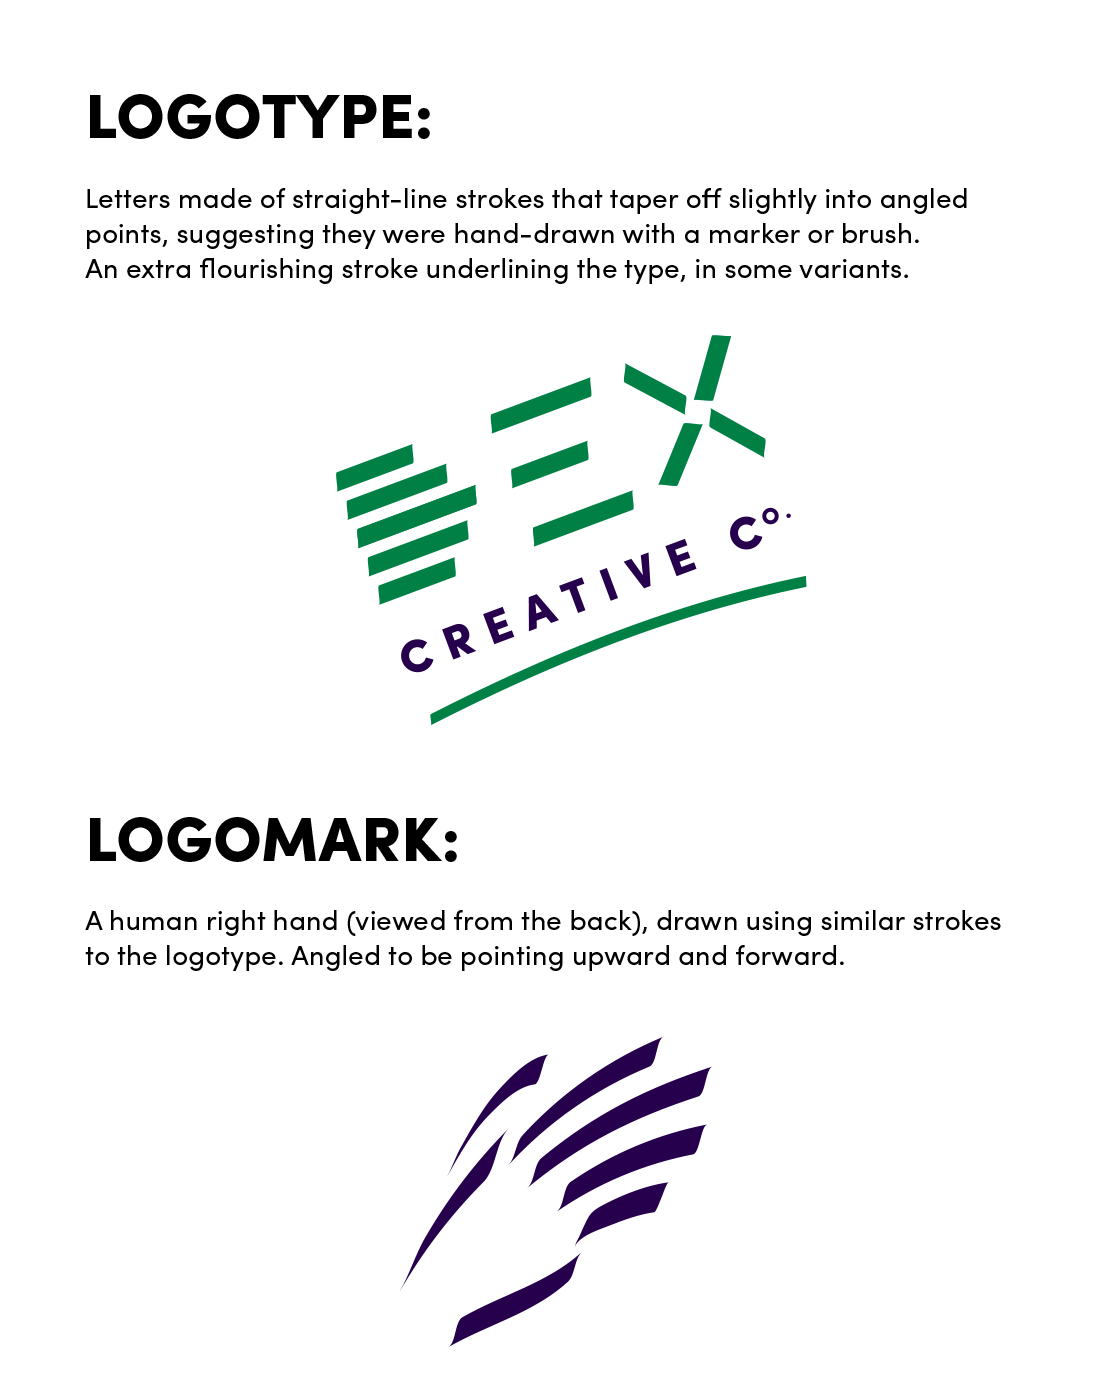 LOGOTYPE:
Letters made of straight-line strokes that taper off slightly into angled
points, suggesting they were hand-drawn with a marker or brush.
An extra flourishing stroke underlining the type, in some variants.
DEX
CREATIVE Co.
LOGOMARK:
A human right hand (viewed from the back), drawn using similar strokes
to the logotype. Angled to be pointing upward and forward.